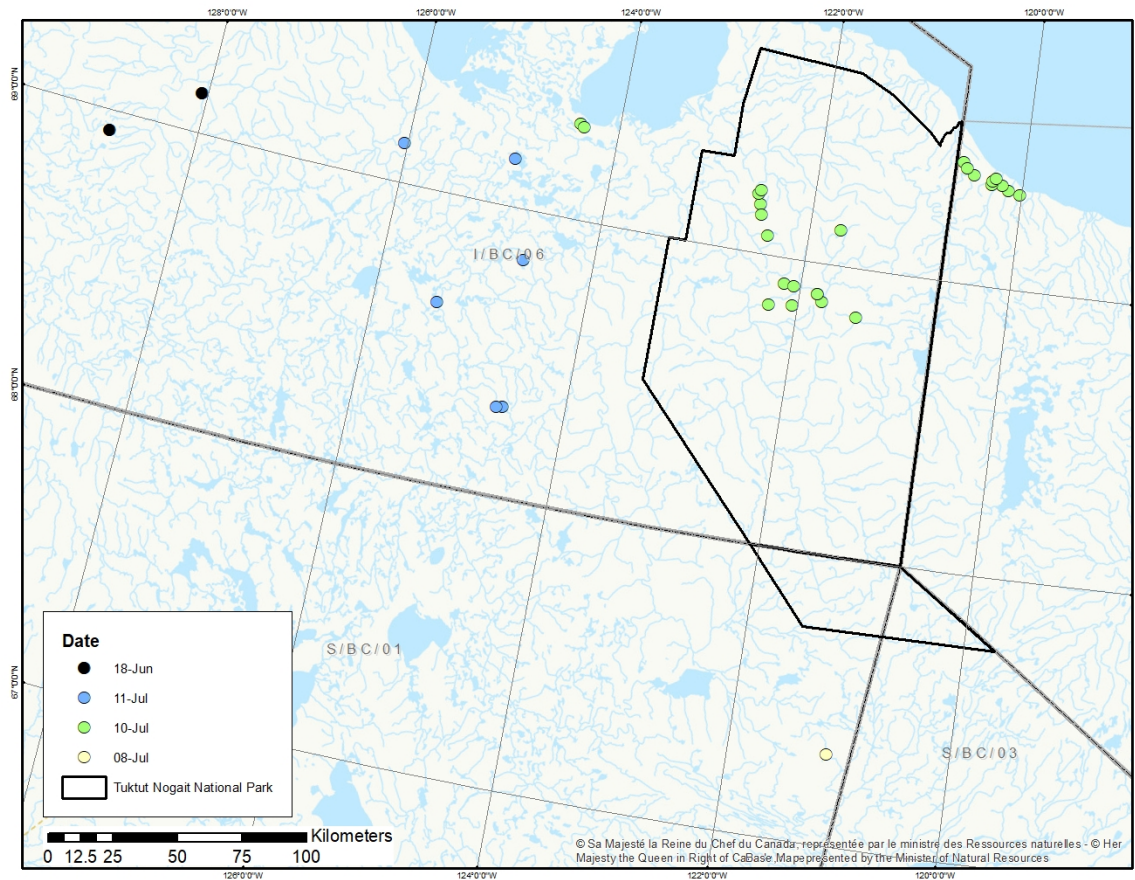 128°0'0"W
126°0'0"W
124°0'0"W
122°0'0"W
120°0'0"W
69°0'0"N
68°0'0"N
67°0'0"N
I/BC/06
S/BC/01
S/BC/03
Date
18-Jun
11-Jul
10-Jul
08-Jul
Tuktut Nogait National Park
Kilometers
0 12.5 25 50 75 100
© Sa Majesté la Reine du Chef du Canada, représentée par le ministre des Ressources naturelles - © Her
Majesty the Queen in Right of by the Minister of Natural Resources
126°0'0"W
124°0'0"W
122°0'0"W
120°0'0"W